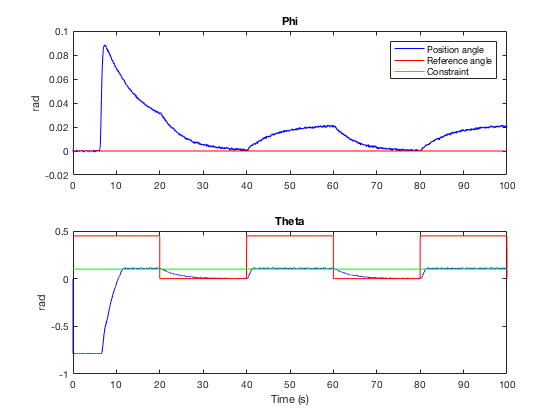 Phi
0.1
0.08
0.06
0.04
0.02
0
-0.02
rad
Position angle
Reference angle
Constraint
0 10 20 30 40 50 60 70 80 90 100
Theta
0.5
0
-0.5
-1
rad
0 10 20 30 40 50 60 70 80 90 100
Time (s)